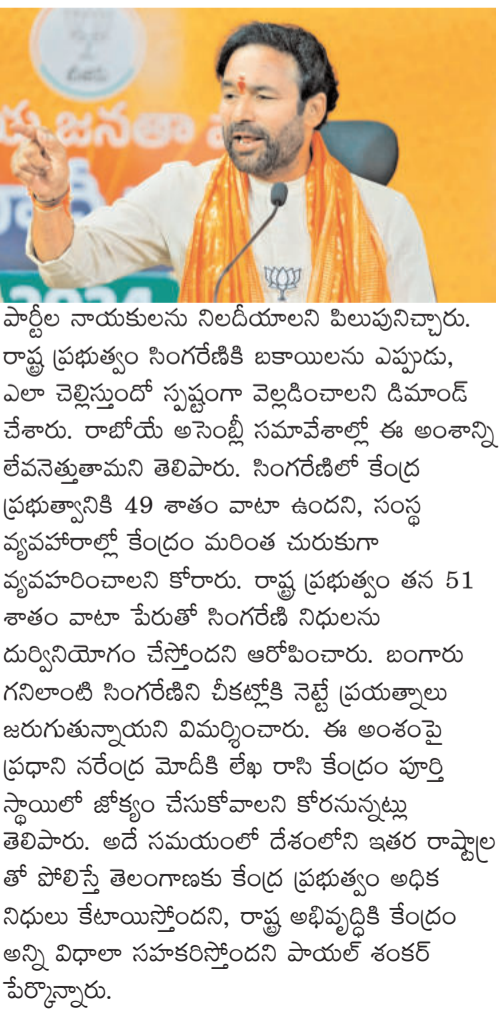 జనతా
2024
పార్టీల నాయకులను నిలదీయాలని పిలుపునిచ్చారు.
రాష్ట్ర ప్రభుత్వం సింగరేణికి బకాయిలను ఎప్పుడు,
ఎలా చెల్లిస్తుందో స్పష్టంగా వెల్లడించాలని డిమాండ్
చేశారు. రాబోయే అసెంబ్లీ సమావేశాల్లో ఈ అంశాన్ని
లేవనెత్తుతామని తెలిపారు. సింగరేణిలో కేంద్ర
ప్రభుత్వానికి 49 శాతం వాటా ఉందని, సంస్థ
వ్యవహారాల్లో కేంద్రం మరింత చురుకుగా
వ్యవహరించాలని కోరారు. రాష్ట్ర ప్రభుత్వం తన 51
శాతం వాటా పేరుతో సింగరేణి నిధులను
దుర్వినియోగం చేస్తోందని ఆరోపించారు. బంగారు
గనిలాంటి సింగరేణిని చీకట్లోకి నెట్టే ప్రయత్నాలు
జరుగుతున్నాయని విమర్శించారు. ఈ అంశంపై
ప్రధాని నరేంద్ర మోదీకి లేఖ రాసి కేంద్రం పూర్తి
స్థాయిలో జోక్యం చేసుకోవాలని కోరనున్నట్లు
తెలిపారు. అదే సమయంలో దేశంలోని ఇతర రాష్ట్రాల
తో పోలిస్తే తెలంగాణకు కేంద్ర ప్రభుత్వం అధిక
నిధులు కేటాయిస్తోందని, రాష్ట్ర అభివృద్ధికి కేంద్రం
అన్ని విధాలా సహకరిస్తోందని పాయల్ శంకర్
పేర్కొన్నారు.